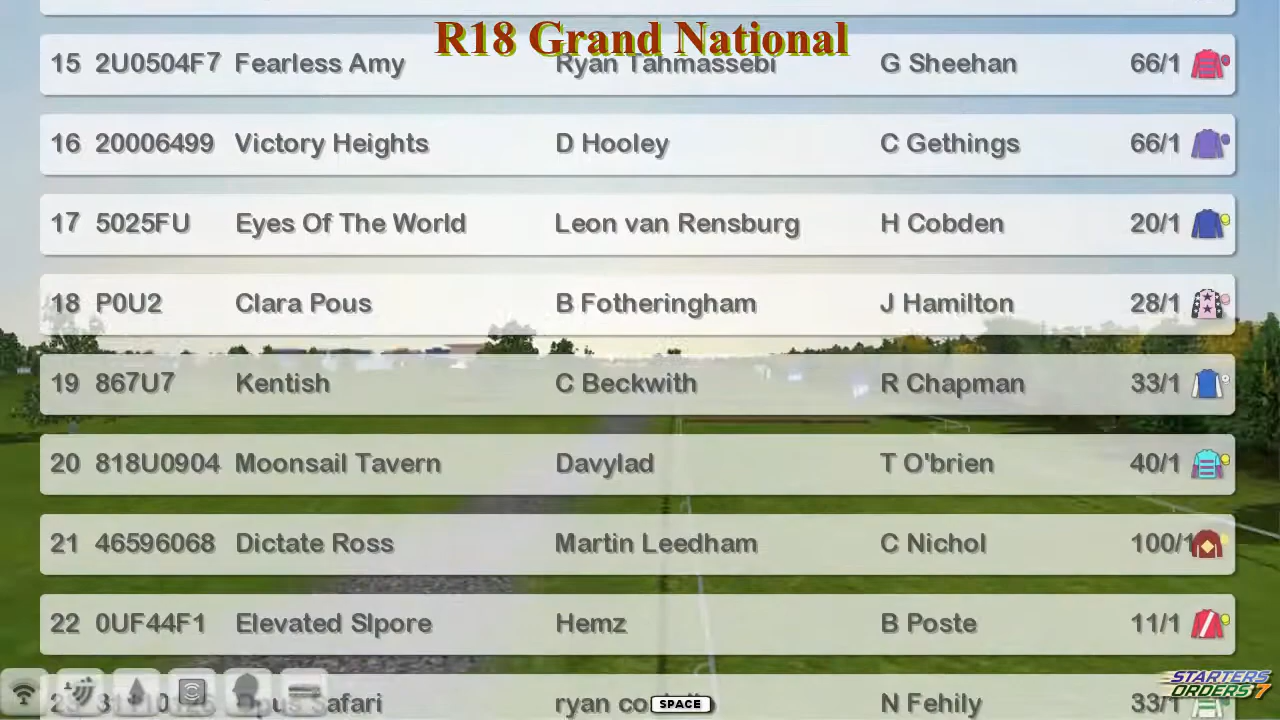 R18 Grand National
15 2U0504F7 Fearless Amy Ryan Tahmassebi G Sheehan 66/1
16 20006499 Victory Heights D Hooley C Gethings 66/1
17 5025FU Eyes Of The World Leon van Rensburg H Cobden 20/1
18 P0U2 Clara Pous B Fotheringham J Hamilton 28/1
19 867U7 Kentish C Beckwith R Chapman 33/1
20 818U0904 Moonsail Tavern Davylad T O'brien 40/1
21 46596068 Dictate Ross Martin Leedham C Nichol 100/1
22 0UF44F1 Elevated Slpore Hemz B Poste 11/1
Safari ryan N Fehily 33/1
SPACE
STARTERS
ORDERS 7